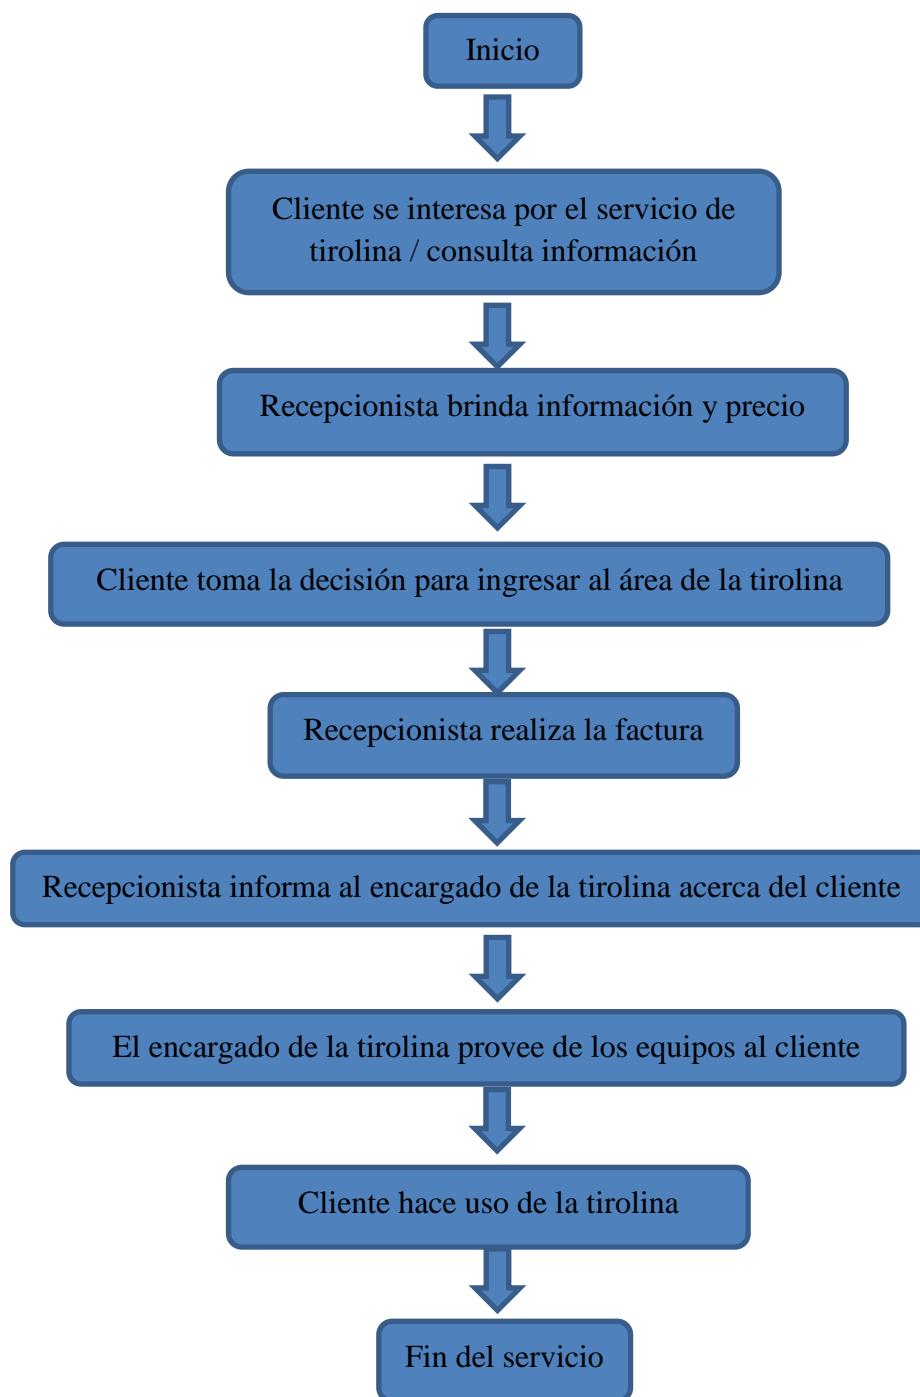 Inicio
Cliente se interesa por el servicio de
tirolina / consulta información
Recepcionista brinda información y precio
Cliente toma la decisión para ingresar al área de la tirolina
Recepcionista realiza la factura
Recepcionista informa al encargado de la tirolina acerca del cliente
El encargado de la tirolina provee de los equipos al cliente
Cliente hace uso de la tirolina
Fin del servicio